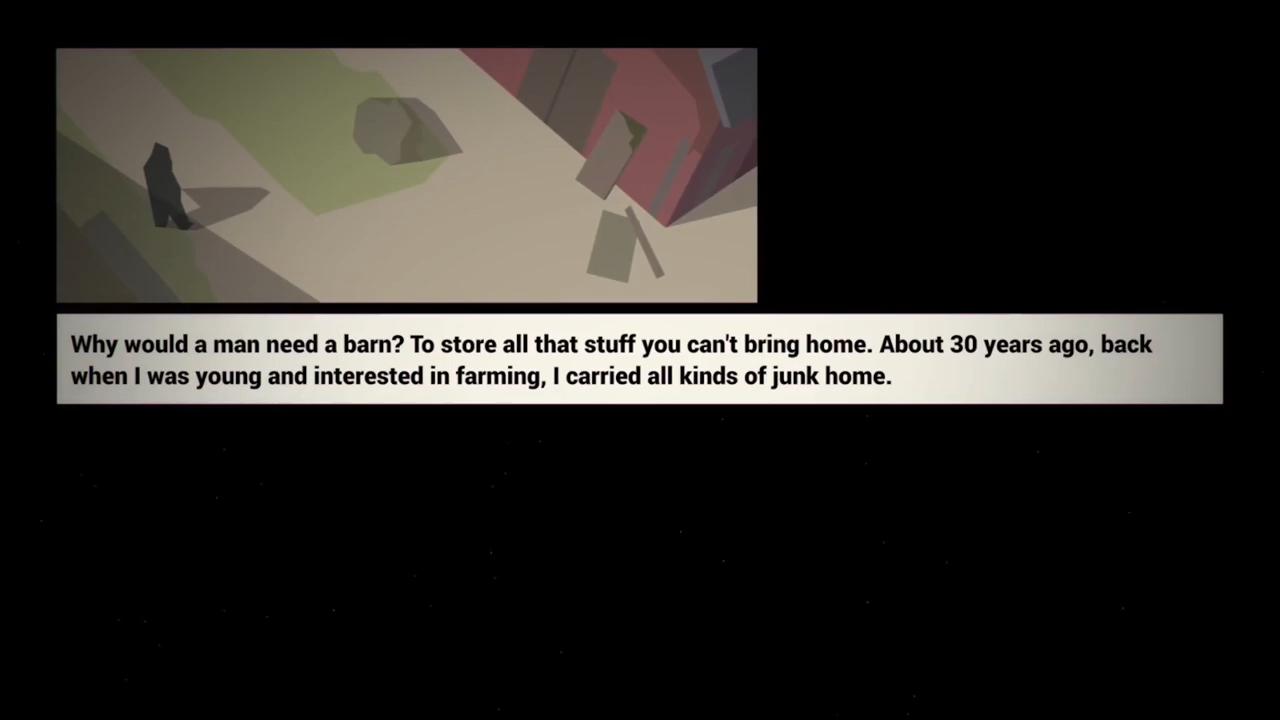 Why would a man need a barn? To store all that stuff you can't bring home. About 30 years ago, back
when I was young and interested in farming, I carried all kinds of junk home.